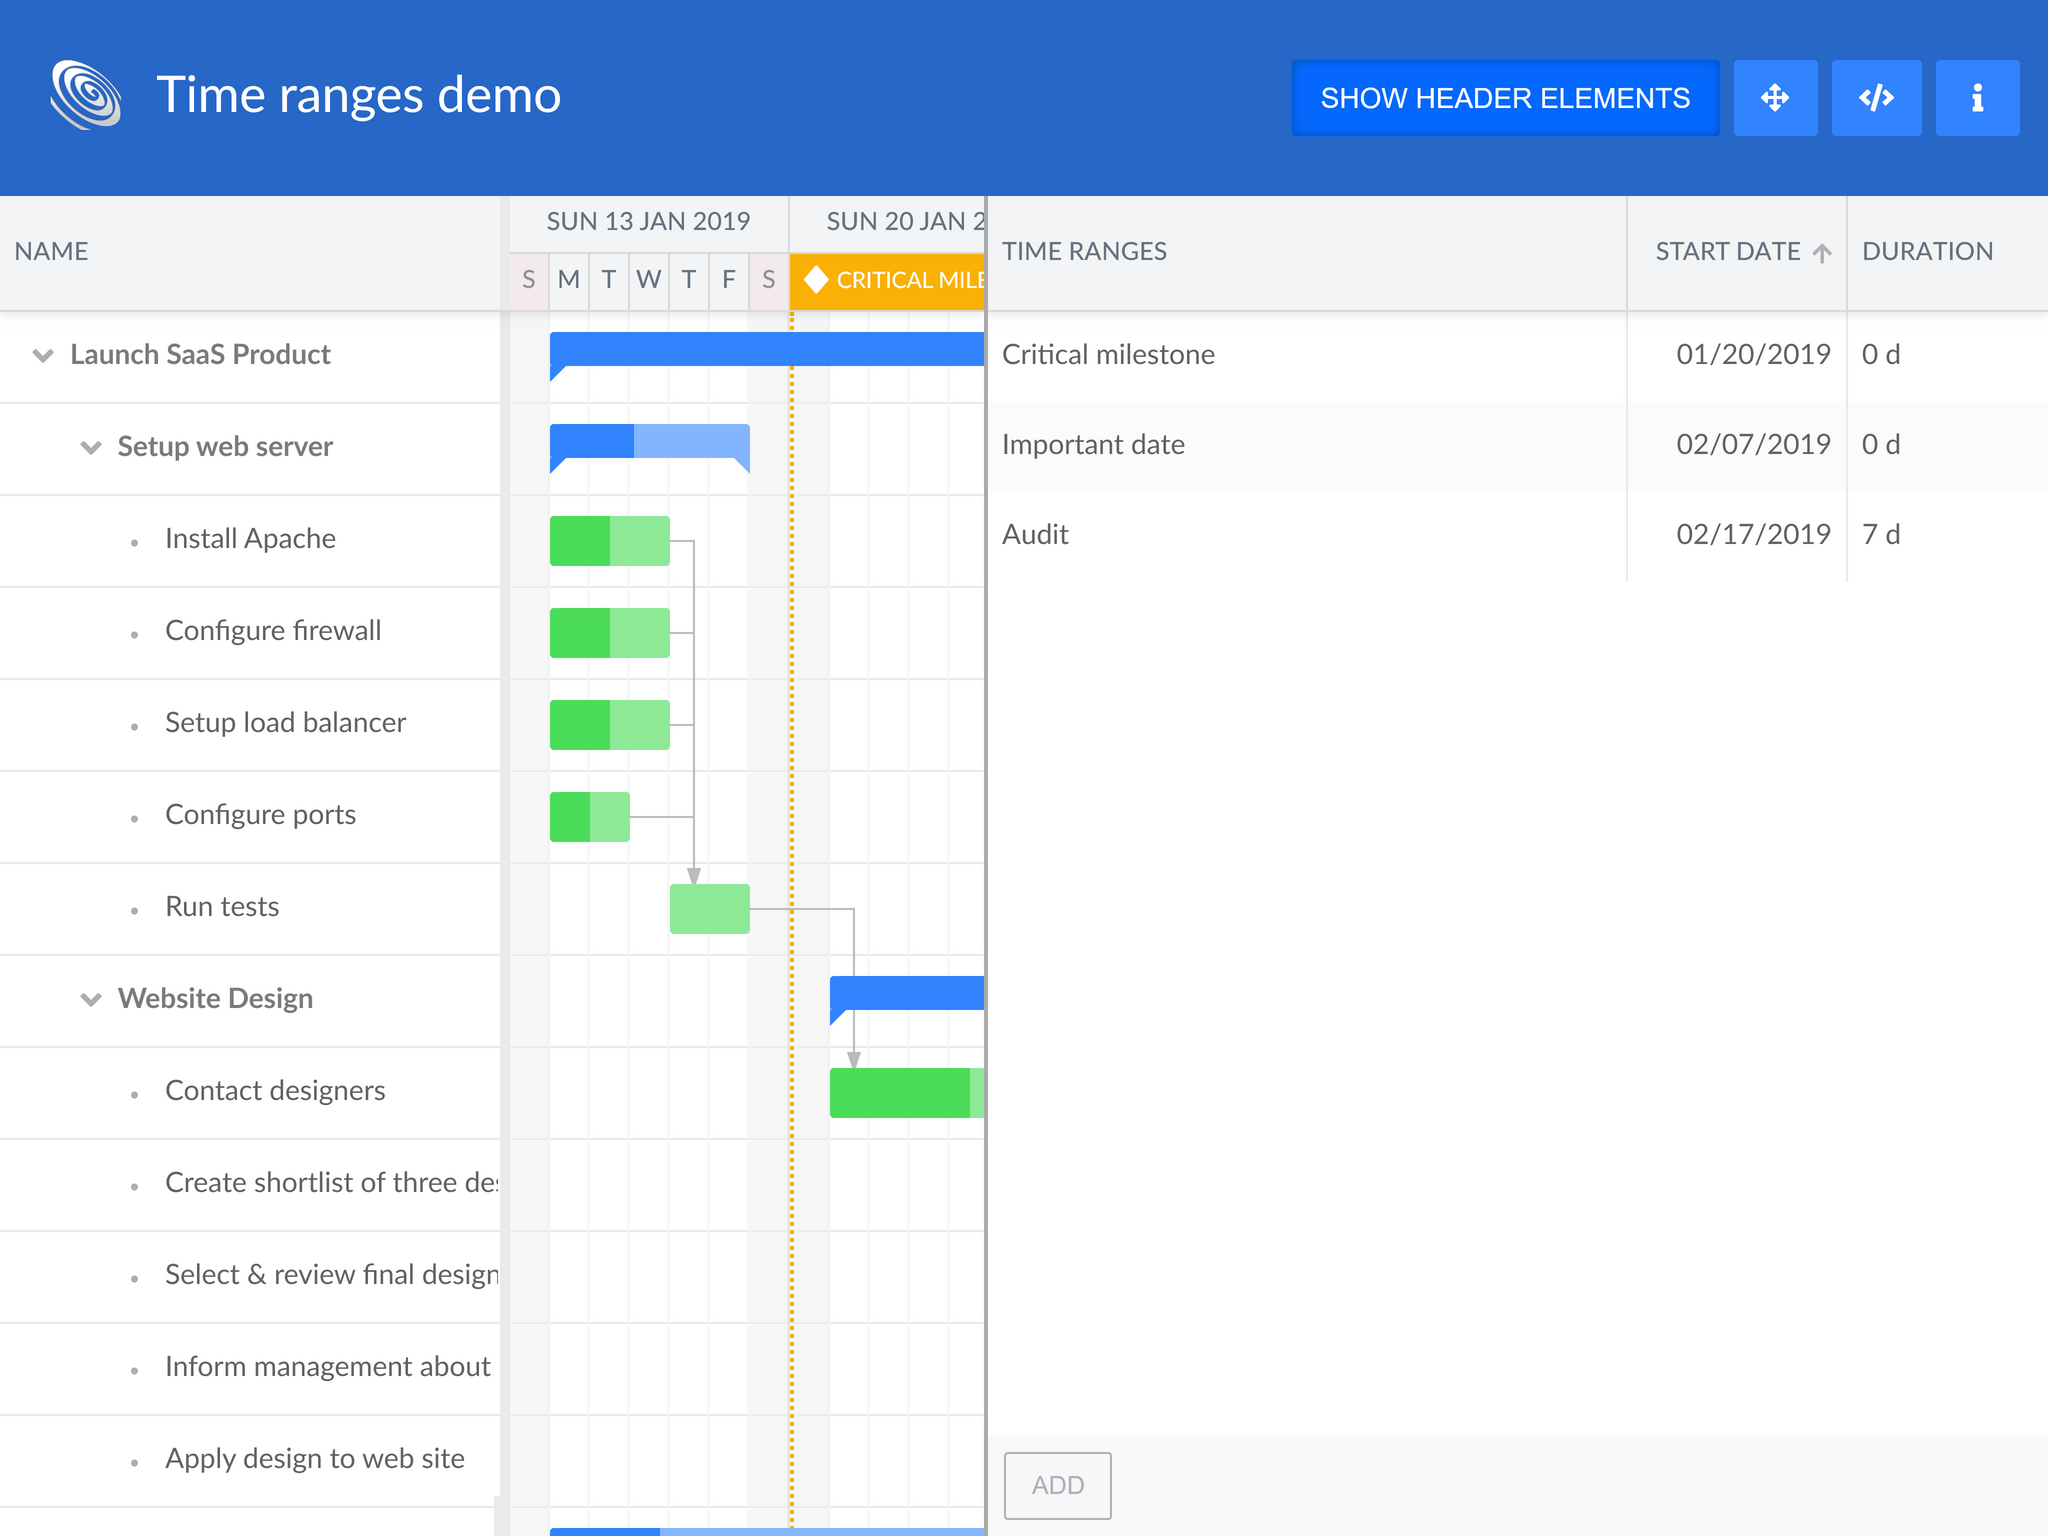 Time ranges demo
SHOW HEADER ELEMENTS
NAME
SUN 13 JAN 2019
SUN 20 JAN 2
S M T W T F S
CRITICAL MILE
TIME RANGES
START DATE
DURATION
Launch SaaS Product
Setup web server
Install Apache
Configure firewall
Setup load balancer
Configure ports
Run tests
Website Design
Contact designers
Create shortlist of three des
Select & review final design
Inform management about
Apply design to web site
Critical milestone 01/20/2019 0 d
Important date 02/07/2019 0 d
Audit 02/17/2019 7 d
ADD